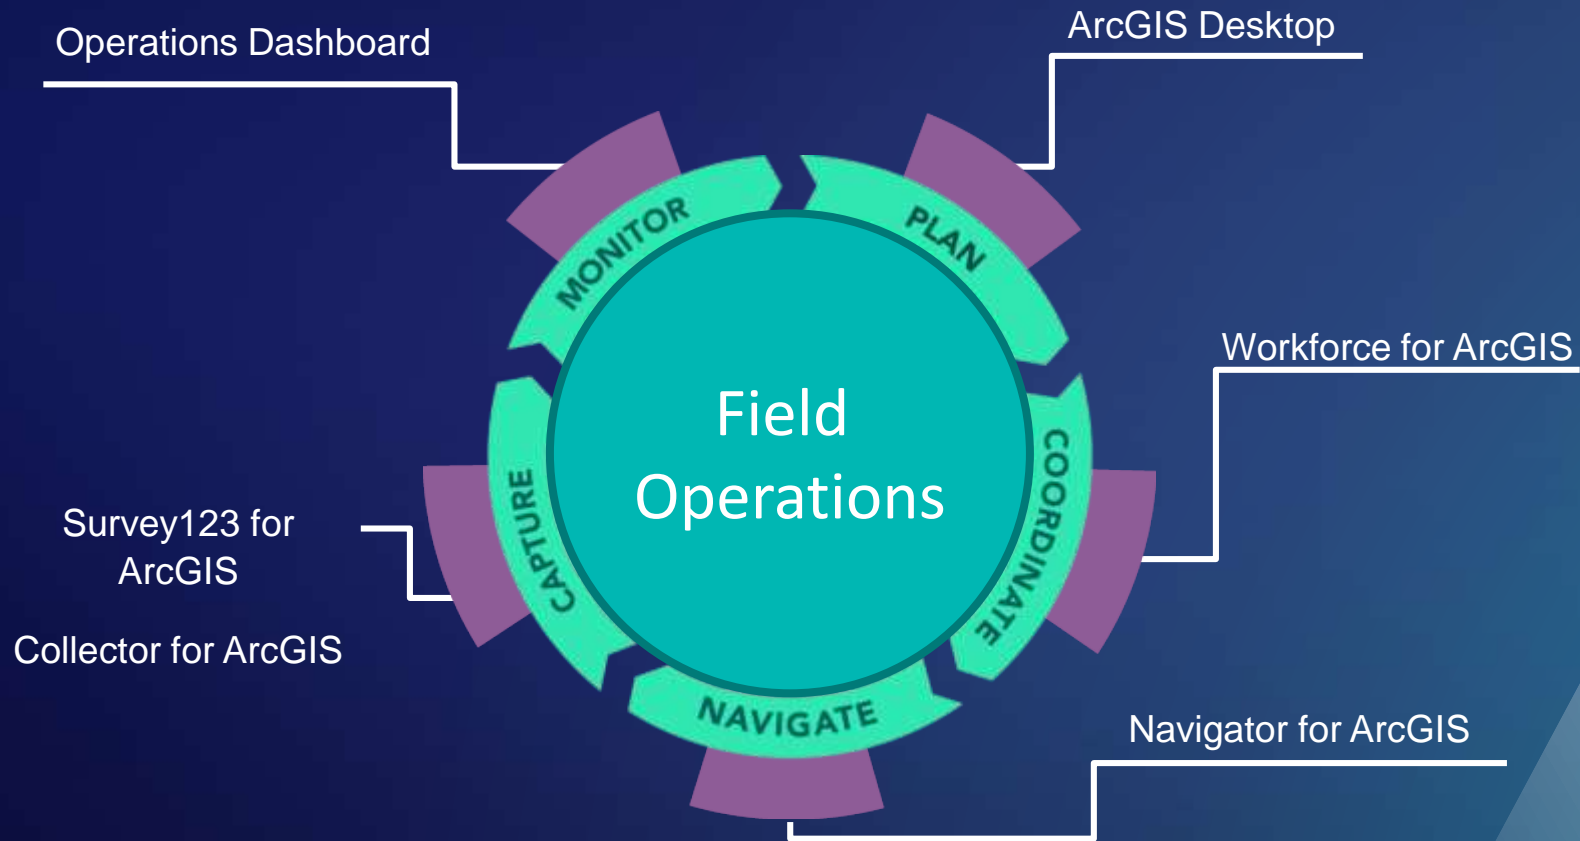 Operations Dashboard
ArcGIS Desktop
MONITOR
PLAN
Workforce for ArcGIS
Field
Operations
COORDINATE
CAPTURE
Survey123 for
ArcGIS
Collector for ArcGIS
NAVIGATE
Navigator for ArcGIS